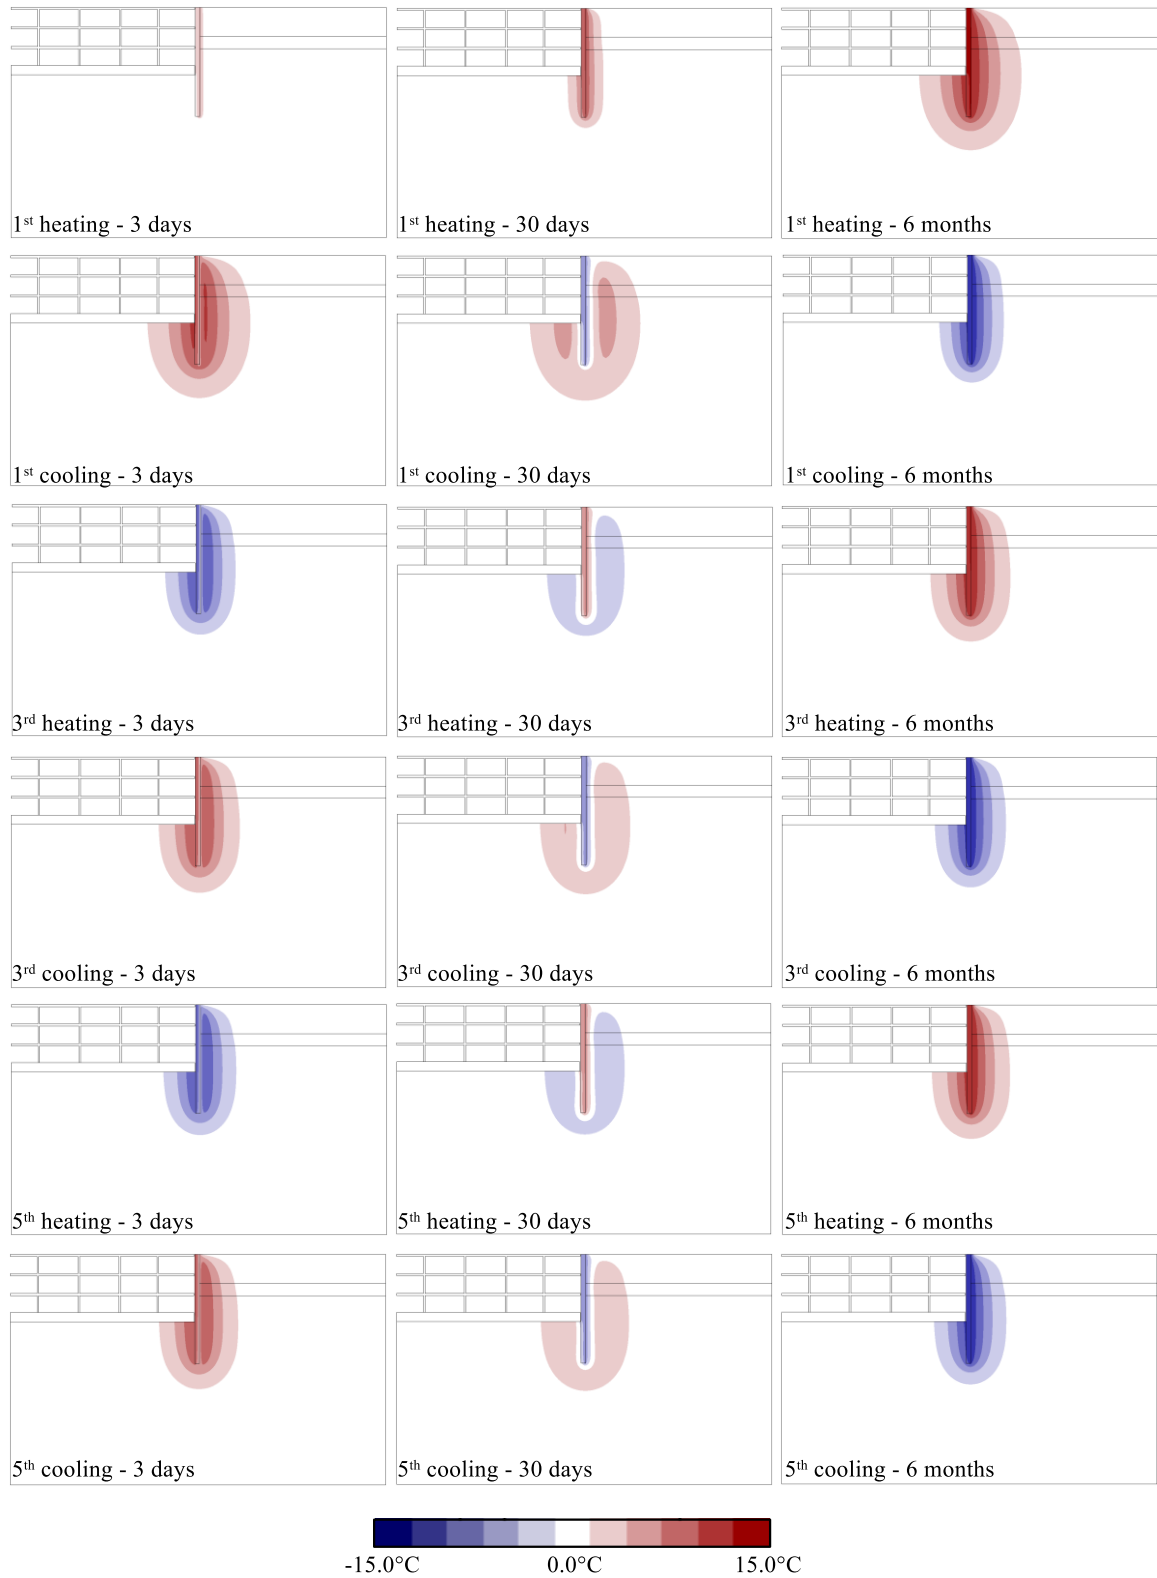 1st heating - 3 days
1st heating - 30 days
1st heating - 6 months
1st cooling - 3 days
1st cooling - 30 days
1st cooling - 6 months
3rd heating - 3 days
3rd heating - 30 days
3rd heating - 6 months
3rd cooling - 3 days
3rd cooling - 30 days
3rd cooling - 6 months
5th heating - 3 days
5th heating - 30 days
5th heating - 6 months
5th cooling - 3 days
5th cooling - 30 days
5th cooling - 6 months
-15.0°C 0.0°C 15.0°C